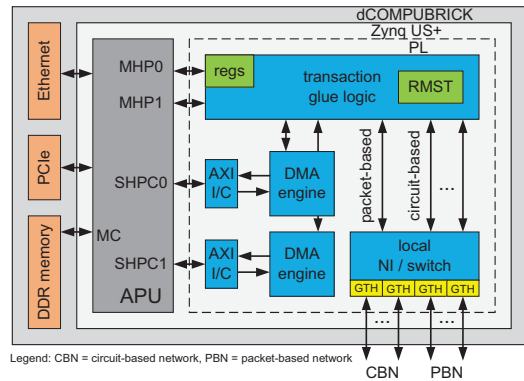 dCOMPUBRICK
Zynq US+
PL
Ethernet
PCIe
DDR memory
MHP0
MHP1
SHPC0
MC
SHPC1
APU
regs
transaction
glue logic
RMST
AXI
I/C
DMA
engine
AXI
I/C
DMA
engine
packet-based
circuit-based
...
local
NI / switch
GTH
GTH
GTH
GTH
...
...
CBN
PBN
Legend: CBN = circuit-based network, PBN = packet-based network